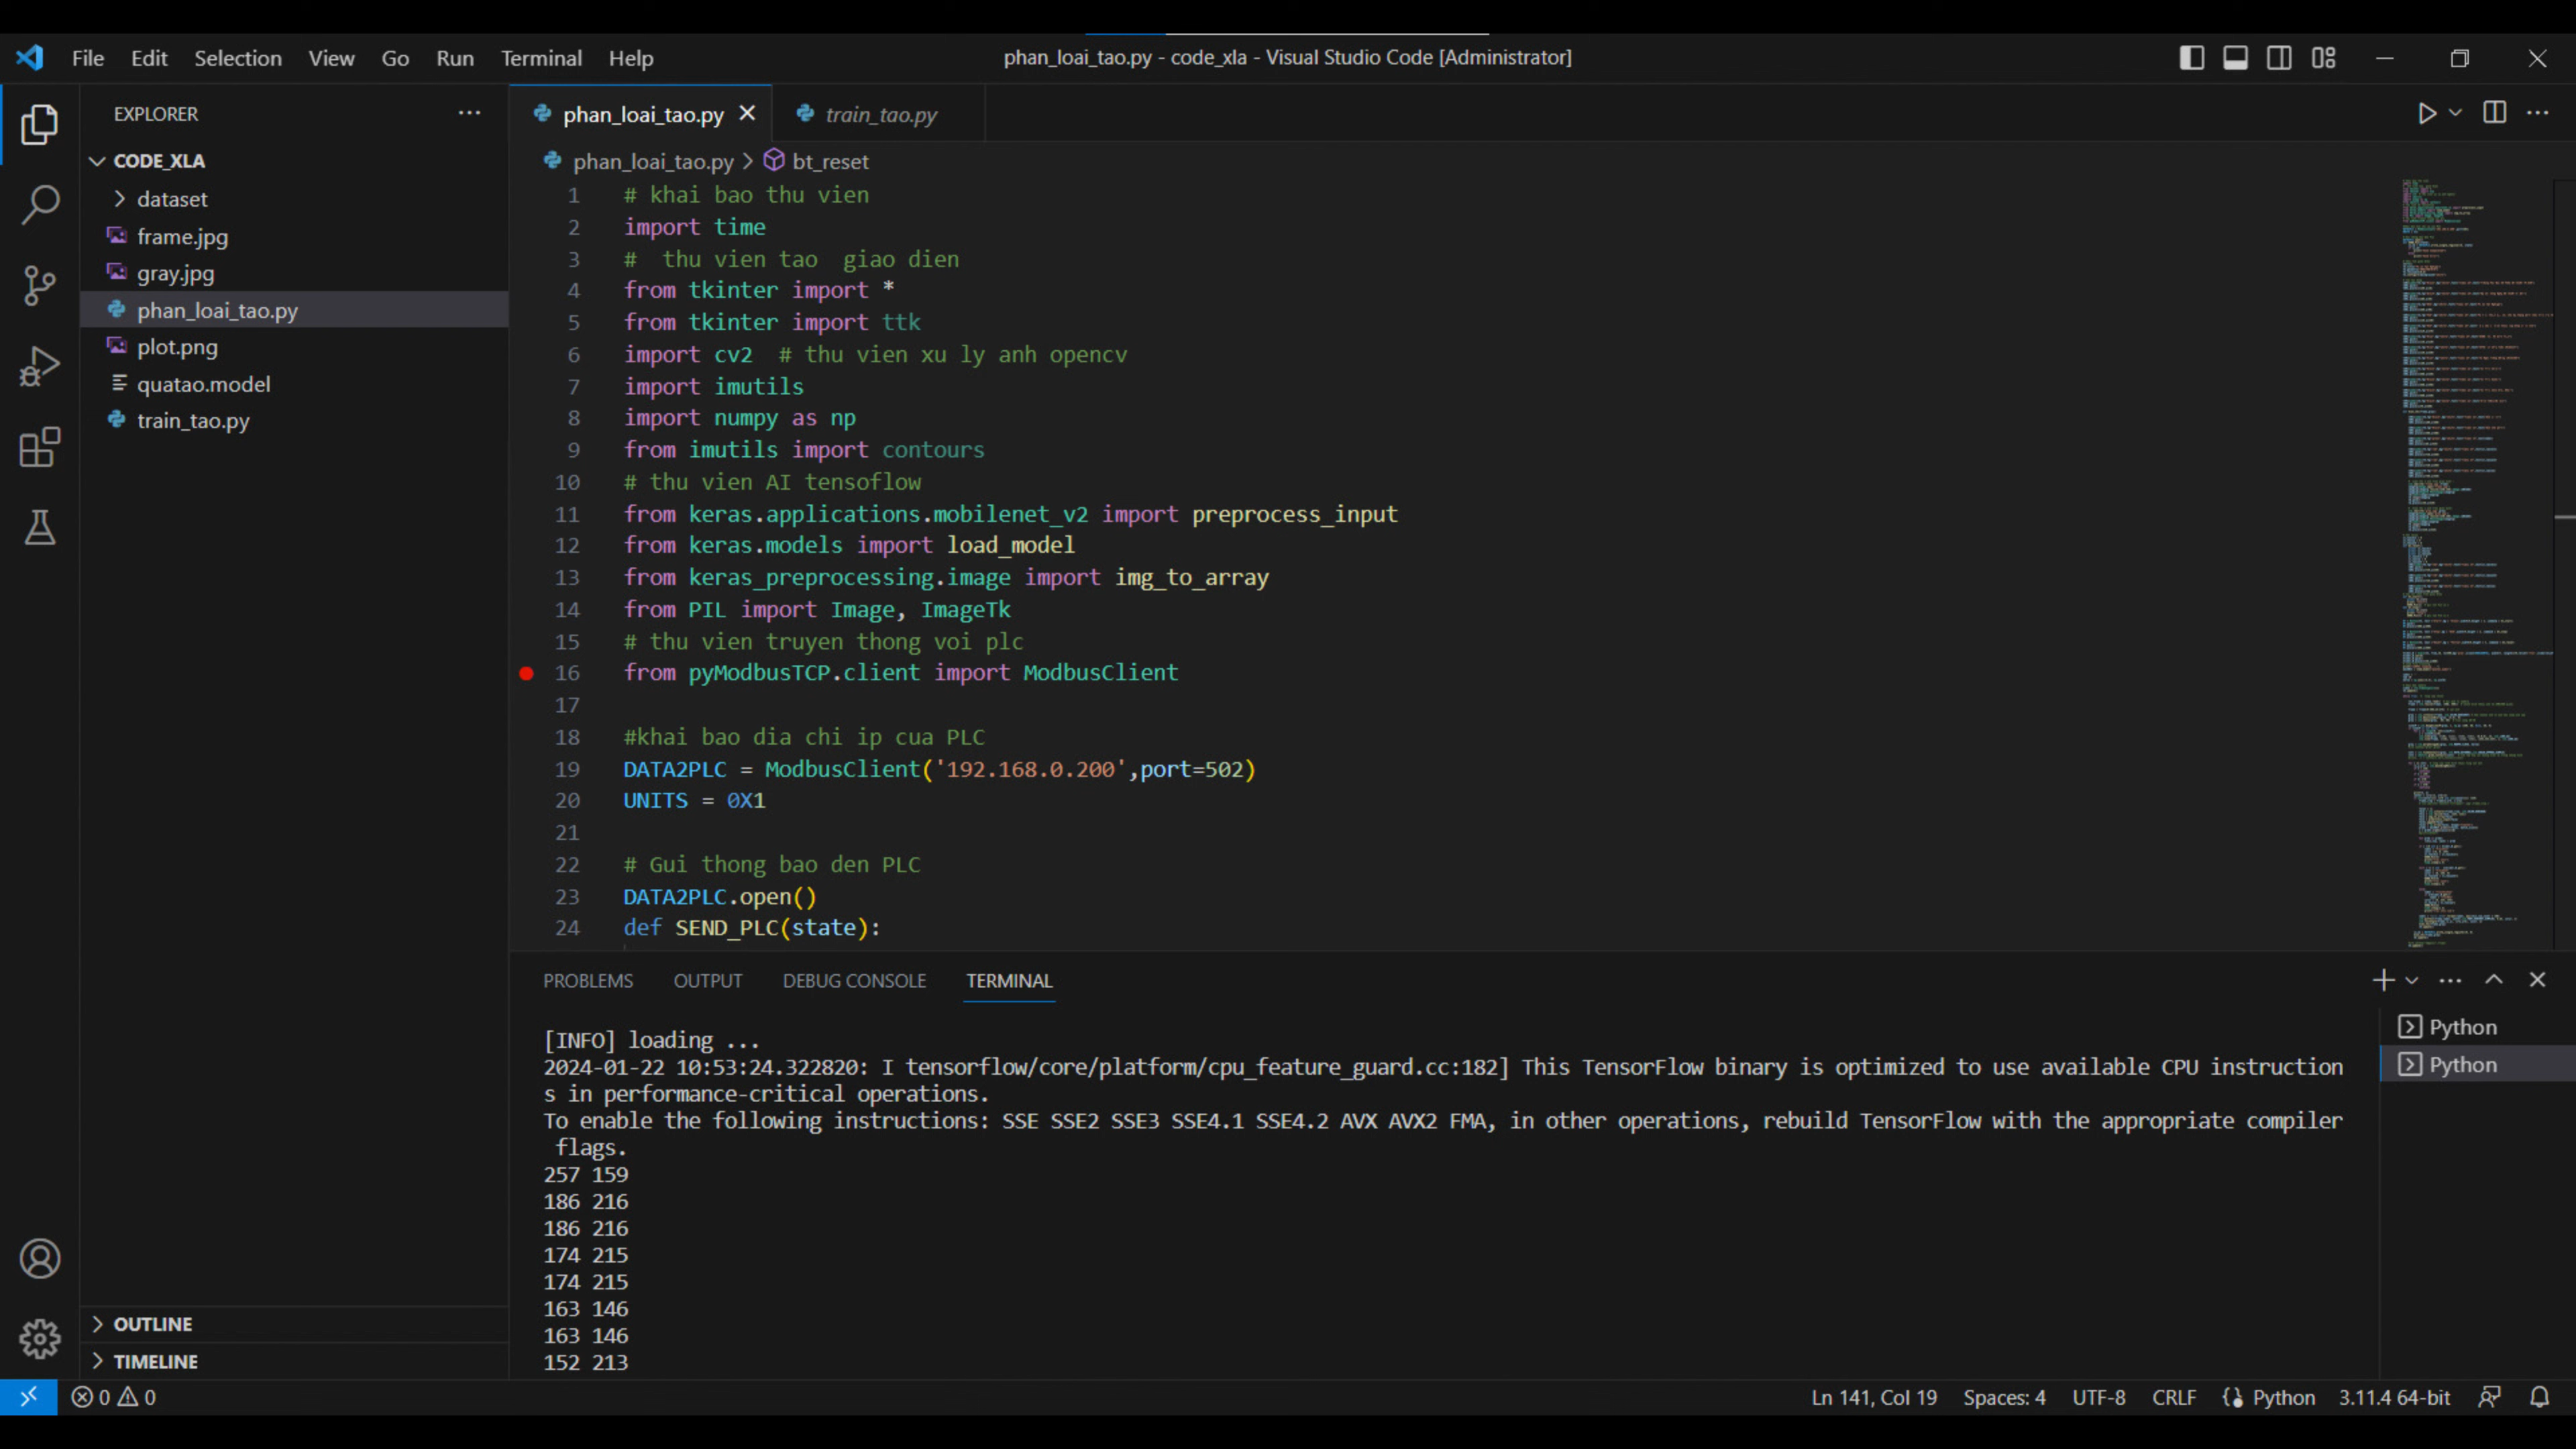 File Edit Selection View Go Run Terminal Help
phan_loai_tao.py - code_xla - Visual Studio Code [Administrator]
EXPLORER
CODE_XLA
dataset
frame.jpg
gray.jpg
phan_loai_tao.py
plot.png
quatao.model
train_tao.py
OUTLINE
TIMELINE
phan_loai_tao.py
train_tao.py
phan_loai_tao.py > bt_reset
1 # khai bao thu vien
2 import time
3 #  thu vien tao  giao dien
4 from tkinter import *
5 from tkinter import ttk
6 import cv2  # thu vien xu ly anh opencv
7 import imutils
8 import numpy as np
9 from imutils import contours
10 # thu vien AI tensoflow
11 from keras.applications.mobilenet_v2 import preprocess_input
12 from keras.models import load_model
13 from keras_preprocessing.image import img_to_array
14 from PIL import Image, ImageTk
15 # thu vien truyen thong voi plc
16 from pyModbusTCP.client import ModbusClient
17
18 #khai bao dia chi ip cua PLC
19 DATA2PLC = ModbusClient('192.168.0.200',port=502)
20 UNITS = 0X1
21
22 # Gui thong bao den PLC
23 DATA2PLC.open()
24 def SEND_PLC(state):
PROBLEMS OUTPUT DEBUG CONSOLE TERMINAL
[INFO] loading ...
2024-01-22 10:53:24.322820: I tensorflow/core/platform/cpu_feature_guard.cc:182] This TensorFlow binary is optimized to use available CPU instruction
s in performance-critical operations.
To enable the following instructions: SSE SSE2 SSE3 SSE4.1 SSE4.2 AVX AVX2 FMA, in other operations, rebuild TensorFlow with the appropriate compiler
flags.
257 159
186 216
186 216
174 215
174 215
163 146
163 146
152 213
Python
Python
0 0
Ln 141, Col 19 Spaces: 4 UTF-8 CRLF Python 3.11.4 64-bit